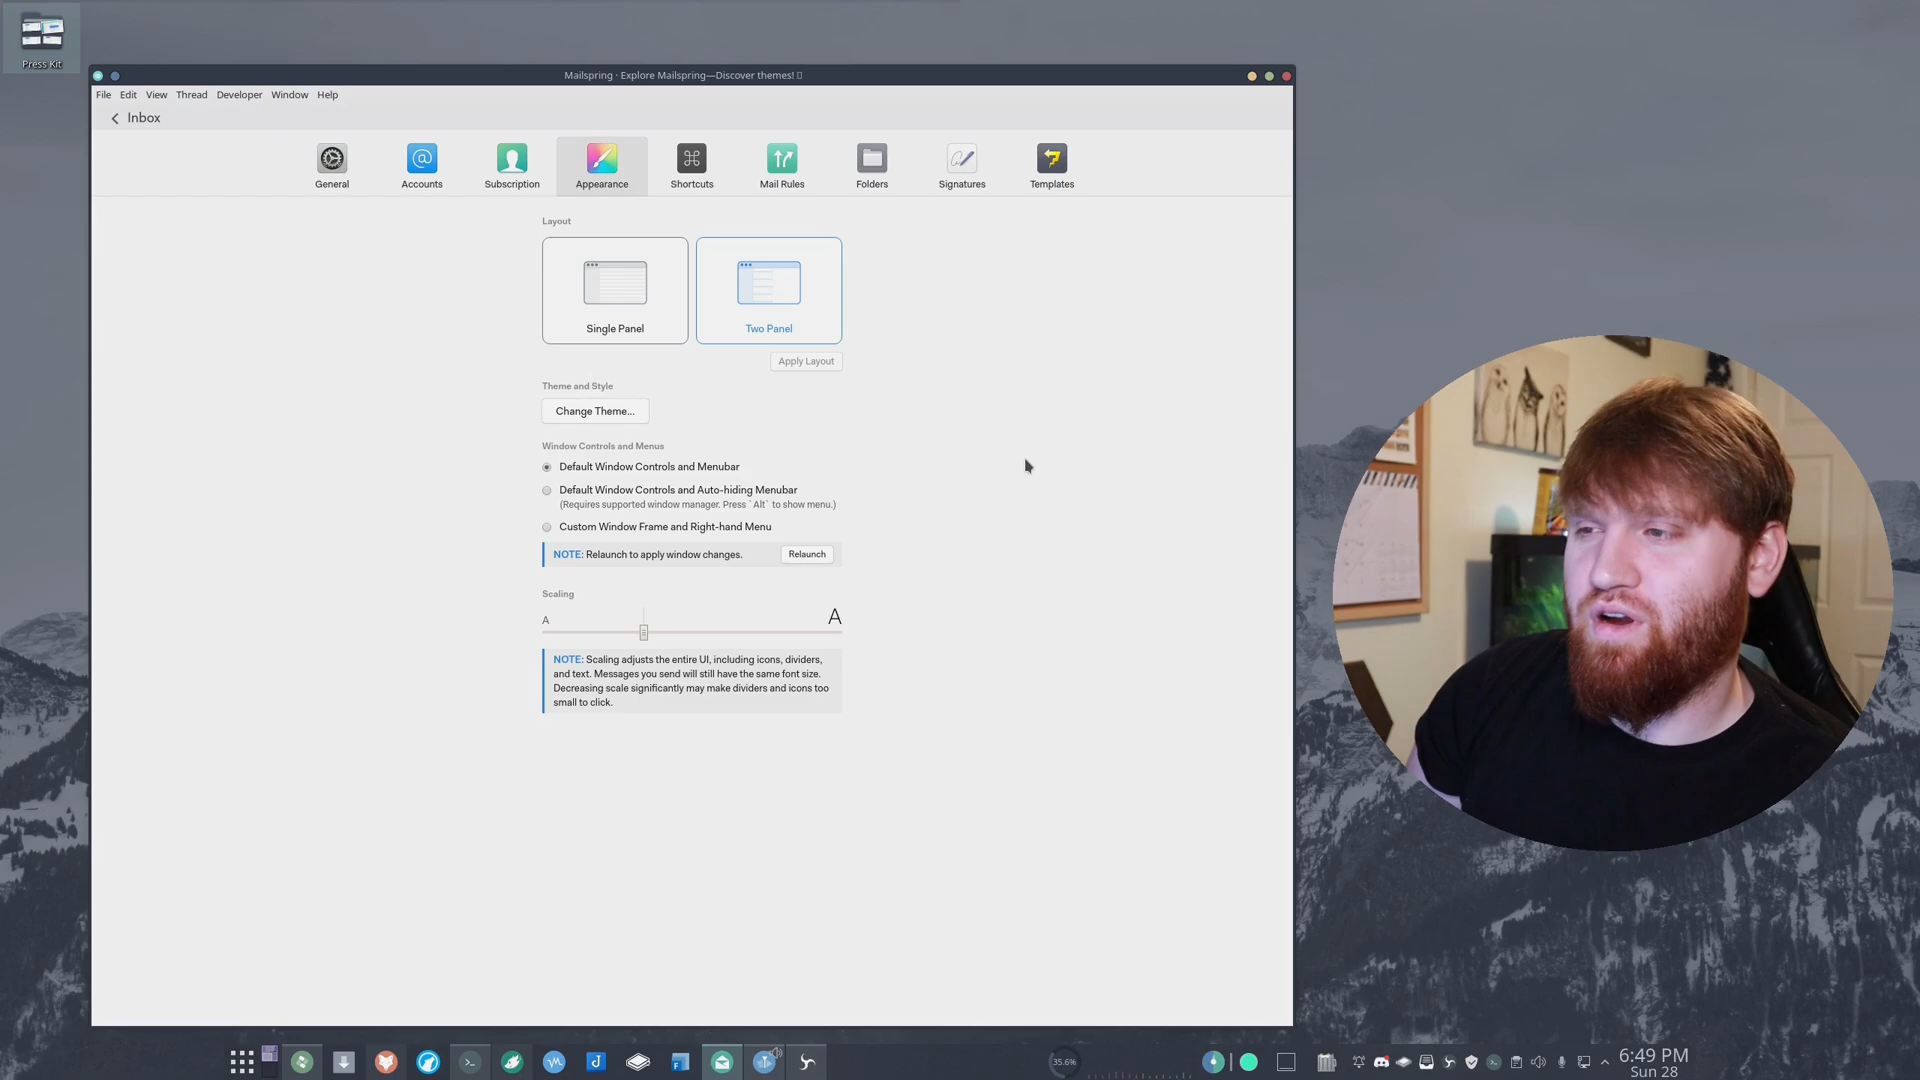 Press Kit
Mailspring · Explore Mailspring—Discover themes!
File Edit View Thread Developer Window Help
Inbox
General Accounts Subscription Appearance Shortcuts Mail Rules Folders Signatures Templates
Layout
Single Panel Two Panel
Apply Layout
Theme and Style
Change Theme...
Window Controls and Menus
Default Window Controls and Menubar
Default Window Controls and Auto-hiding Menubar
(Requires supported window manager. Press `Alt` to show menu.)
Custom Window Frame and Right-hand Menu
NOTE: Relaunch to apply window changes. Relaunch
Scaling
A A
NOTE: Scaling adjusts the entire UI, including icons, dividers,
and text. Messages you send will still have the same font size.
Decreasing scale significantly may make dividers and icons too
small to click.
35.6%
6:49 PM
Sun 28